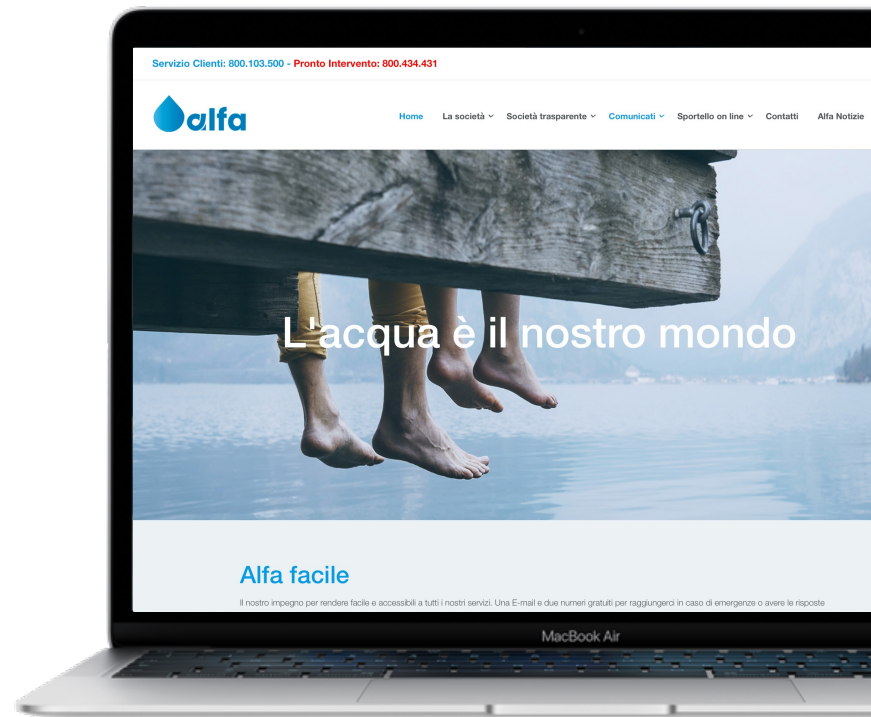 Servizio Clienti: 800.103.500 - Pronto Intervento: 800.434.431
alfa
Home La società Società trasparente Comunicati Sportello on line Contatti Alfa Notizie
L'acqua è il nostro mondo
Alfa facile
Il nostro impegno per rendere facile e accessibili a tutti i nostri servizi. Una E-mail e due numeri gratuiti per raggiungerci in caso di emergenze o avere le risposte
MacBook Air